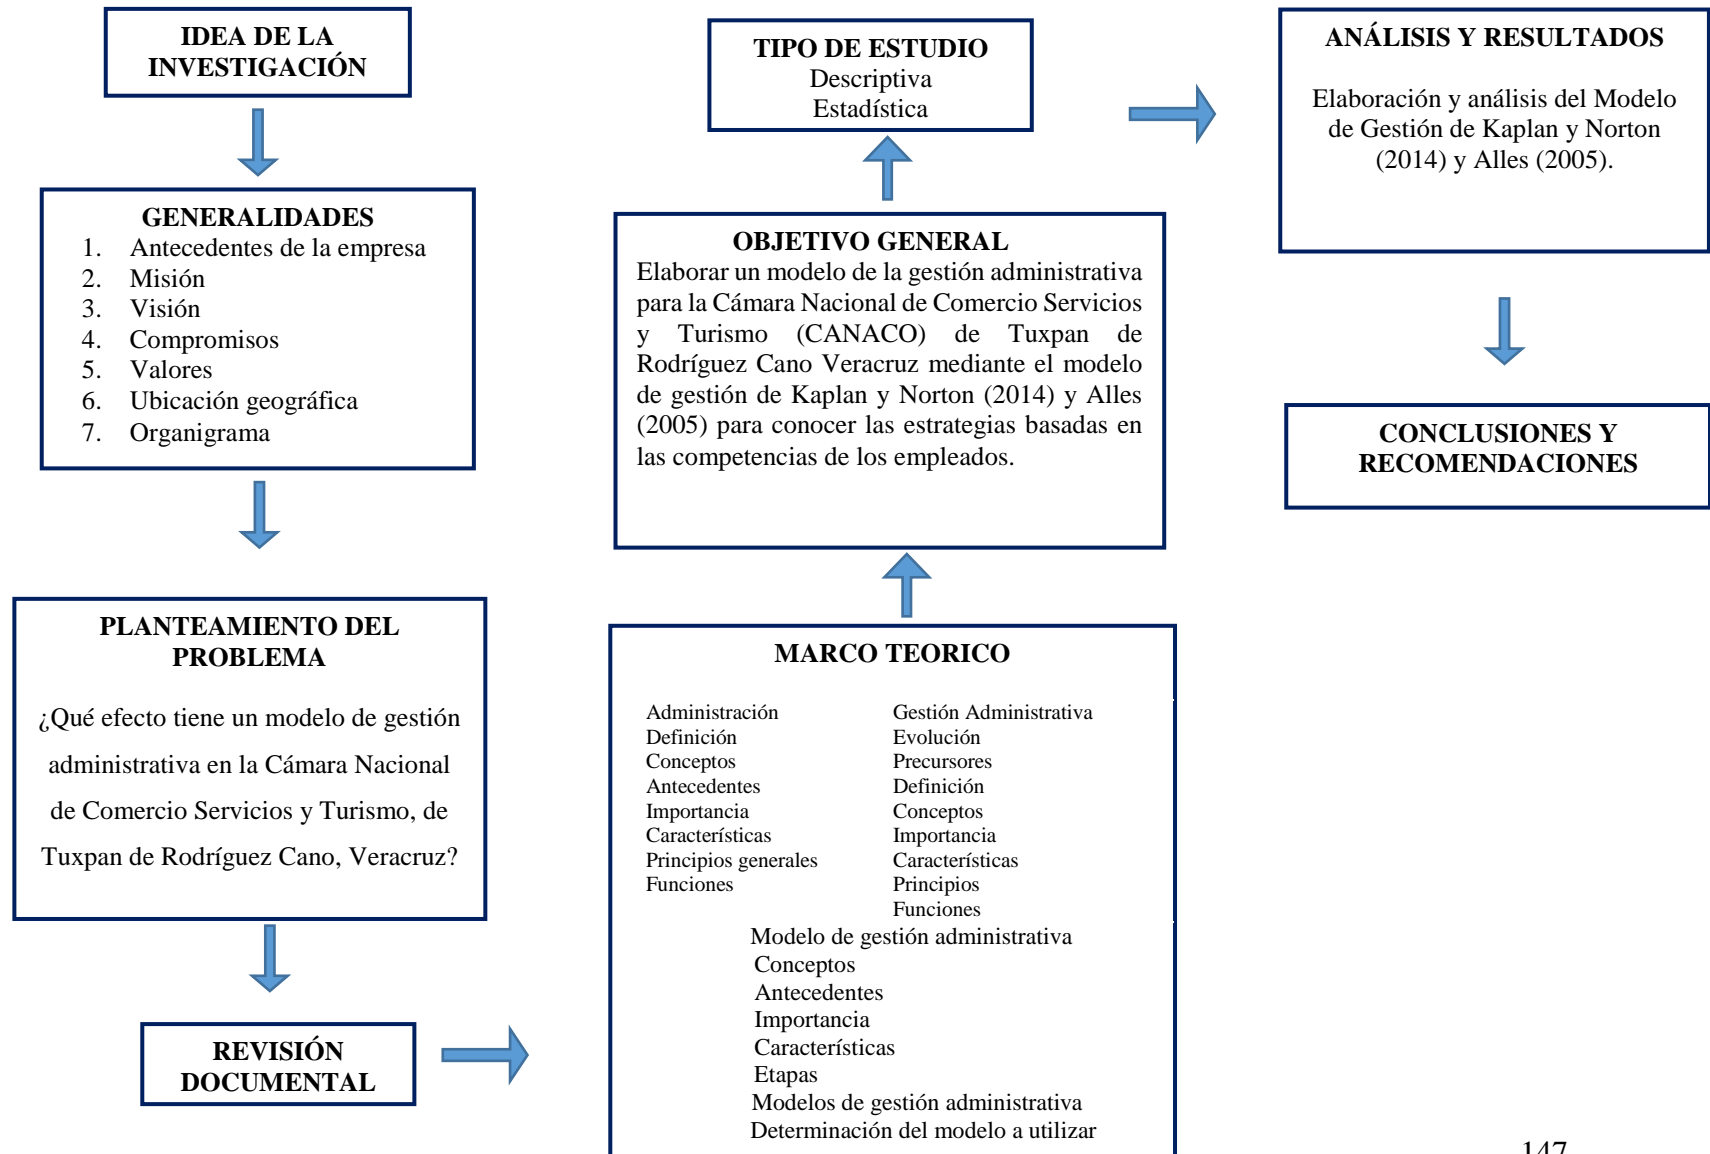 IDEA DE LA
INVESTIGACIÓN
GENERALIDADES
1. Antecedentes de la empresa
2. Misión
3. Visión
4. Compromisos
5. Valores
6. Ubicación geográfica
7. Organigrama
PLANTEAMIENTO DEL
PROBLEMA
¿Qué efecto tiene un modelo de gestión
administrativa en la Cámara Nacional
de Comercio Servicios y Turismo, de
Tuxpan de Rodríguez Cano, Veracruz?
REVISIÓN
DOCUMENTAL
MARCO TEORICO
Administración
Definición
Conceptos
Antecedentes
Importancia
Características
Principios generales
Funciones
Gestión Administrativa
Evolución
Precursores
Definición
Conceptos
Importancia
Características
Principios
Funciones
Modelo de gestión administrativa
Conceptos
Antecedentes
Importancia
Características
Etapas
Modelos de gestión administrativa
Determinación del modelo a utilizar
OBJETIVO GENERAL
Elaborar un modelo de la gestión administrativa
para la Cámara Nacional de Comercio Servicios
y Turismo (CANACO) de Tuxpan de
Rodríguez Cano Veracruz mediante el modelo
de gestión de Kaplan y Norton (2014) y Alles
(2005) para conocer las estrategias basadas en
las competencias de los empleados.
TIPO DE ESTUDIO
Descriptiva
Estadística
ANÁLISIS Y RESULTADOS
Elaboración y análisis del Modelo
de Gestión de Kaplan y Norton
(2014) y Alles (2005).
CONCLUSIONES Y
RECOMENDACIONES
147